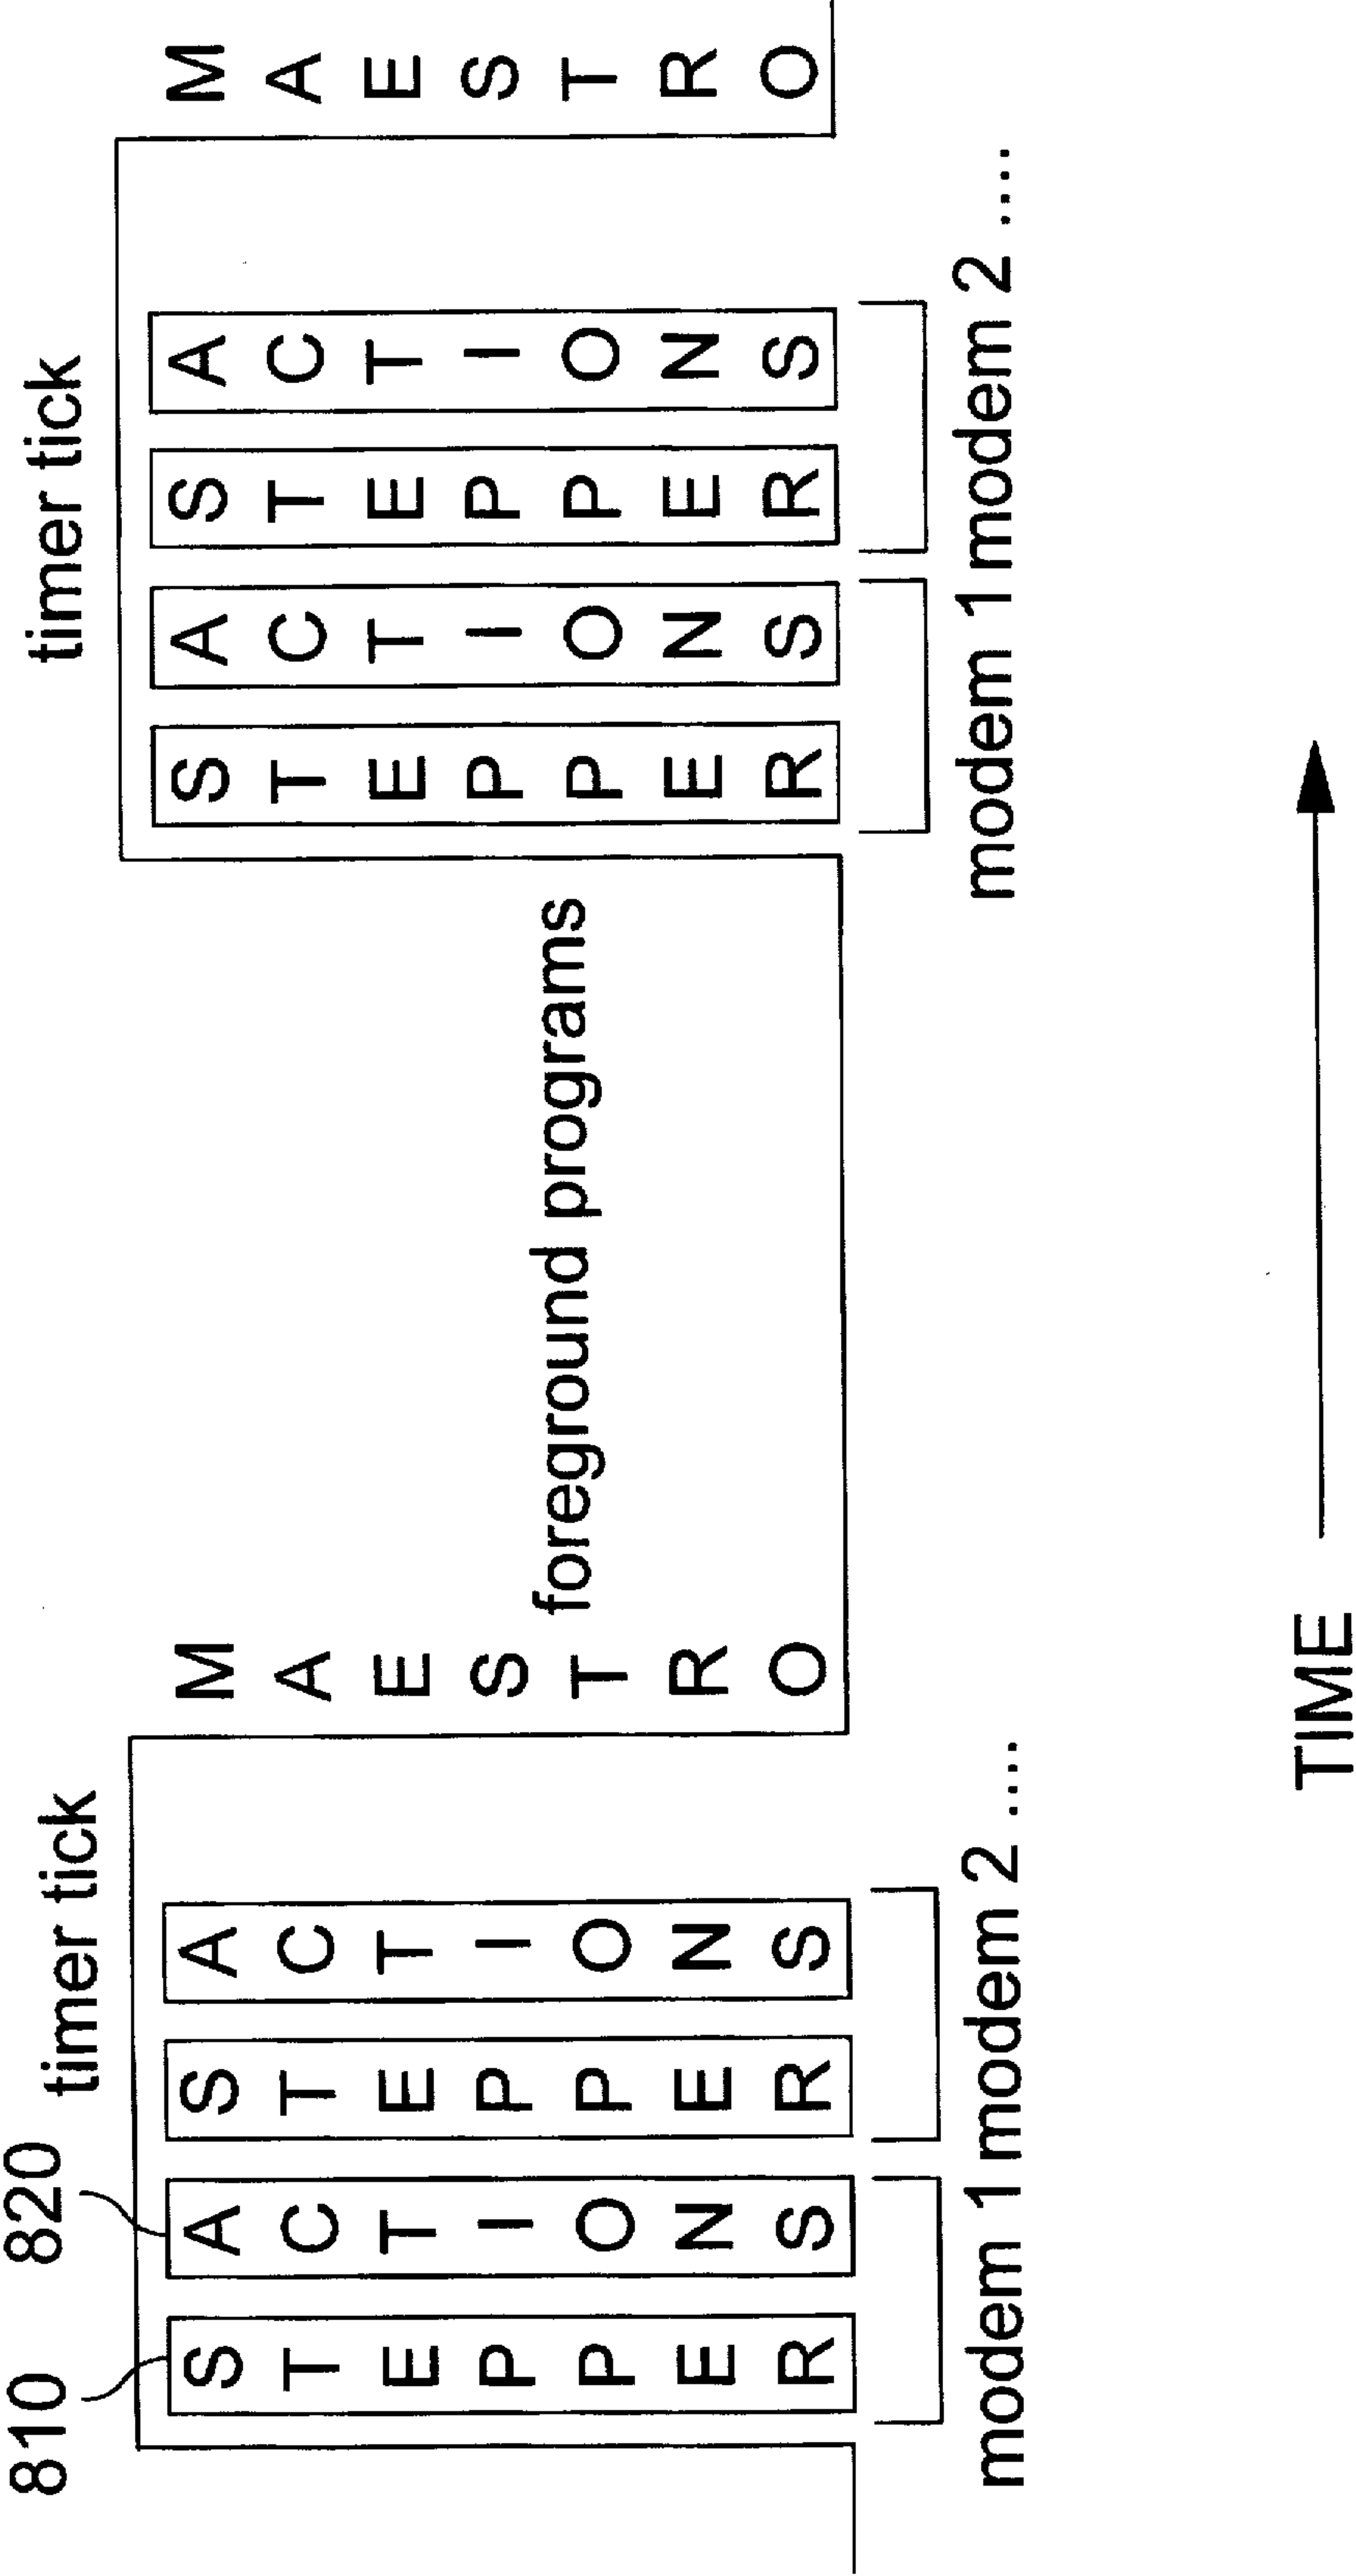 810 820 timer tick timer tick
STEPPER ACTIONS STEPPER ACTIONS MAESTRO foreground programs STEPPER ACTIONS STEPPER ACTIONS MAESTRO
modem 1 modem 2 .... modem 1 modem 2 ....
TIME